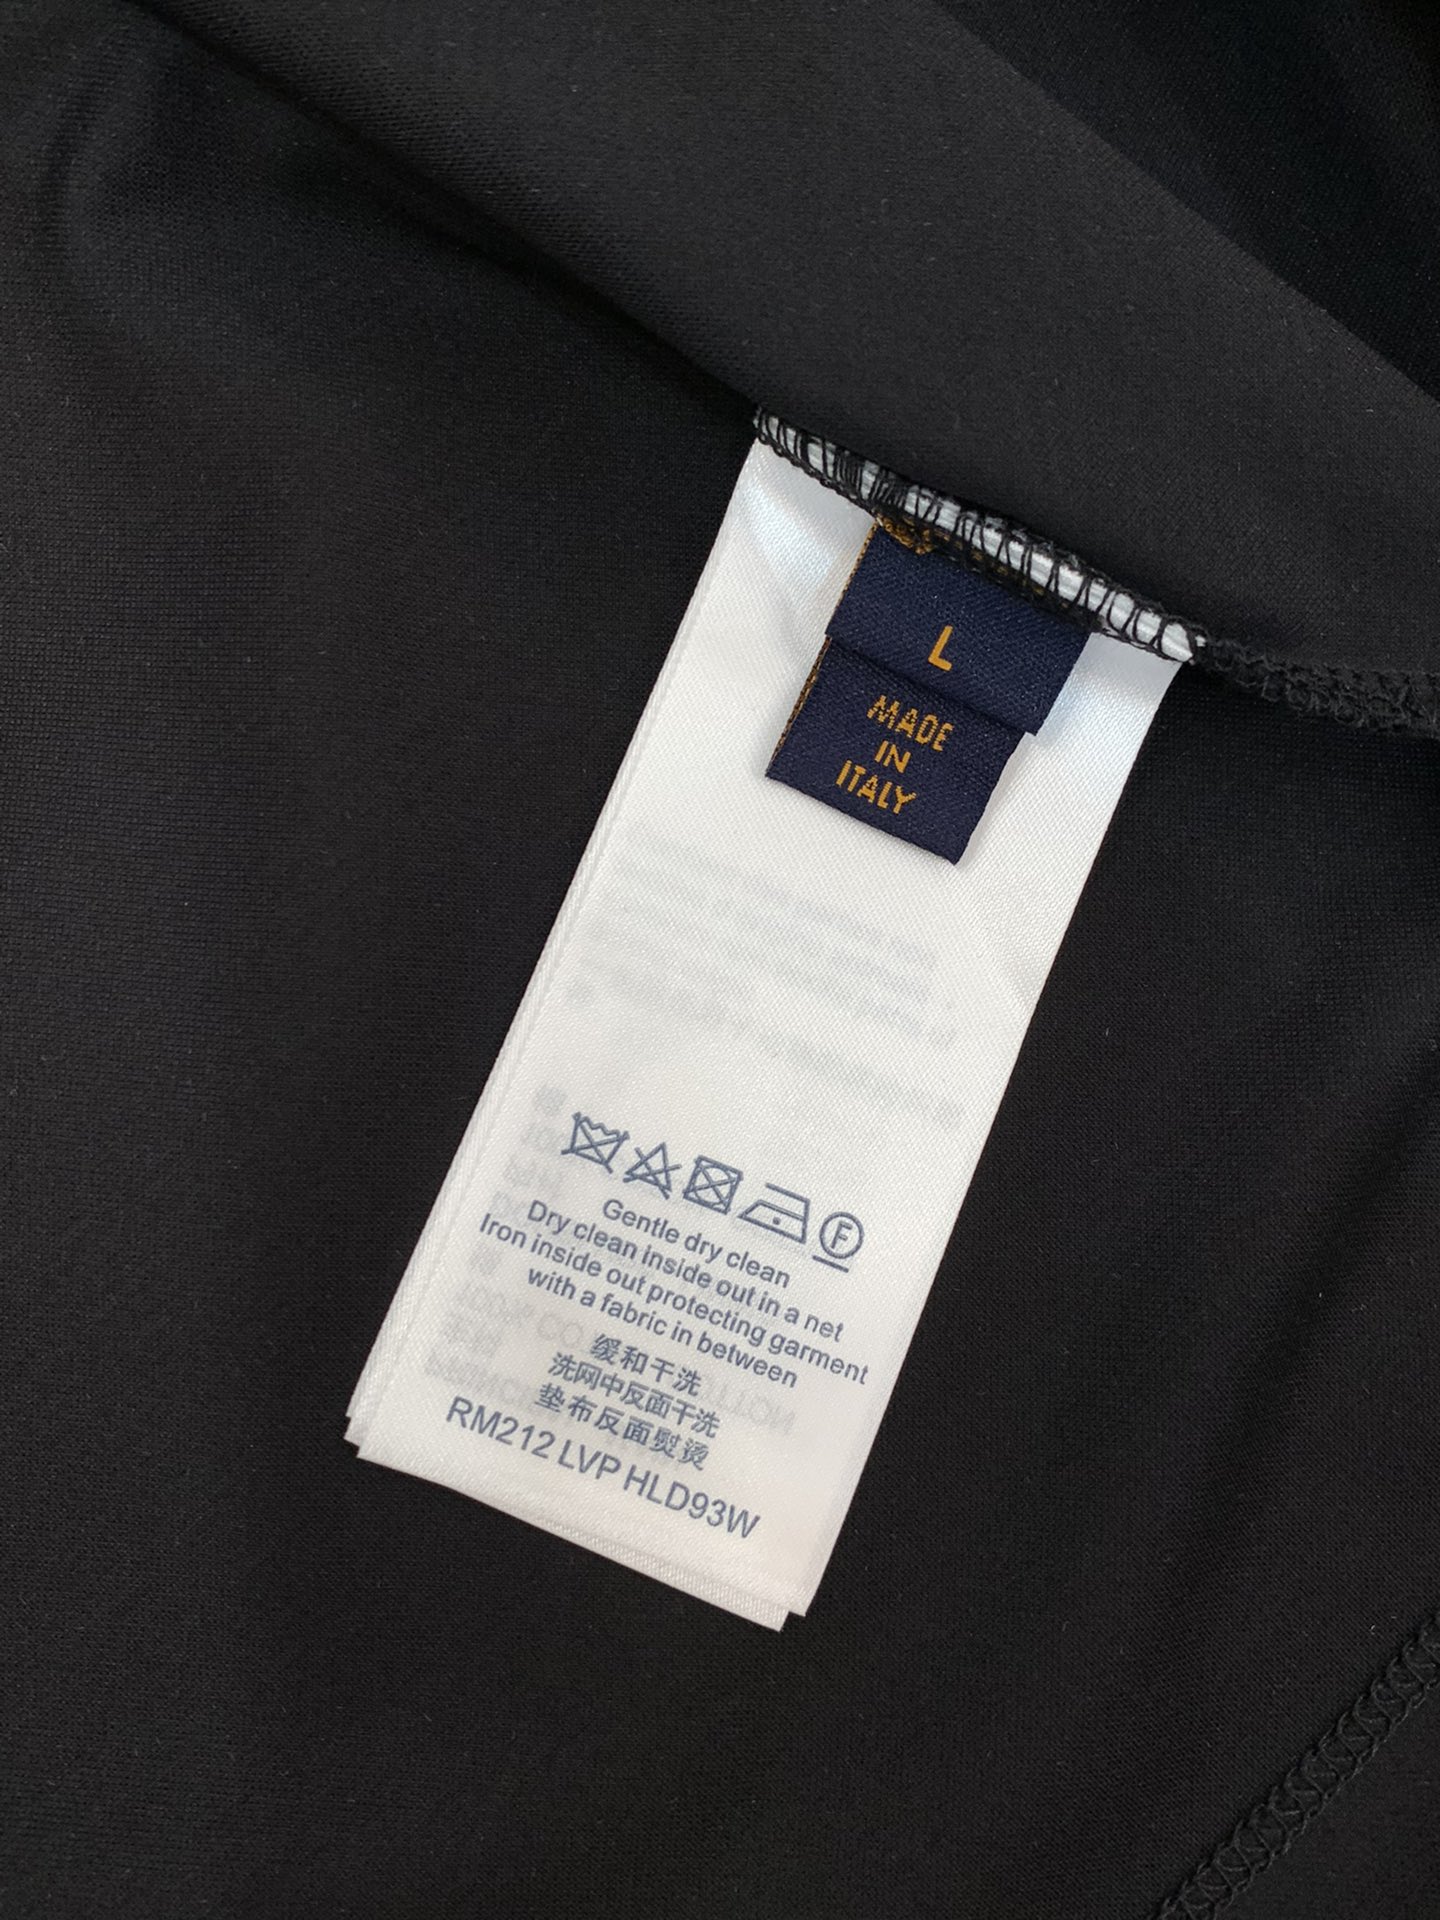 L
MADE
IN
ITALY
F
Gentle dry clean
Dry clean inside out in a net
Iron inside out protecting garment
with a fabric in between
缓和干洗
洗网中反面干洗
垫布反面熨烫
RM212 LVP HLD93W